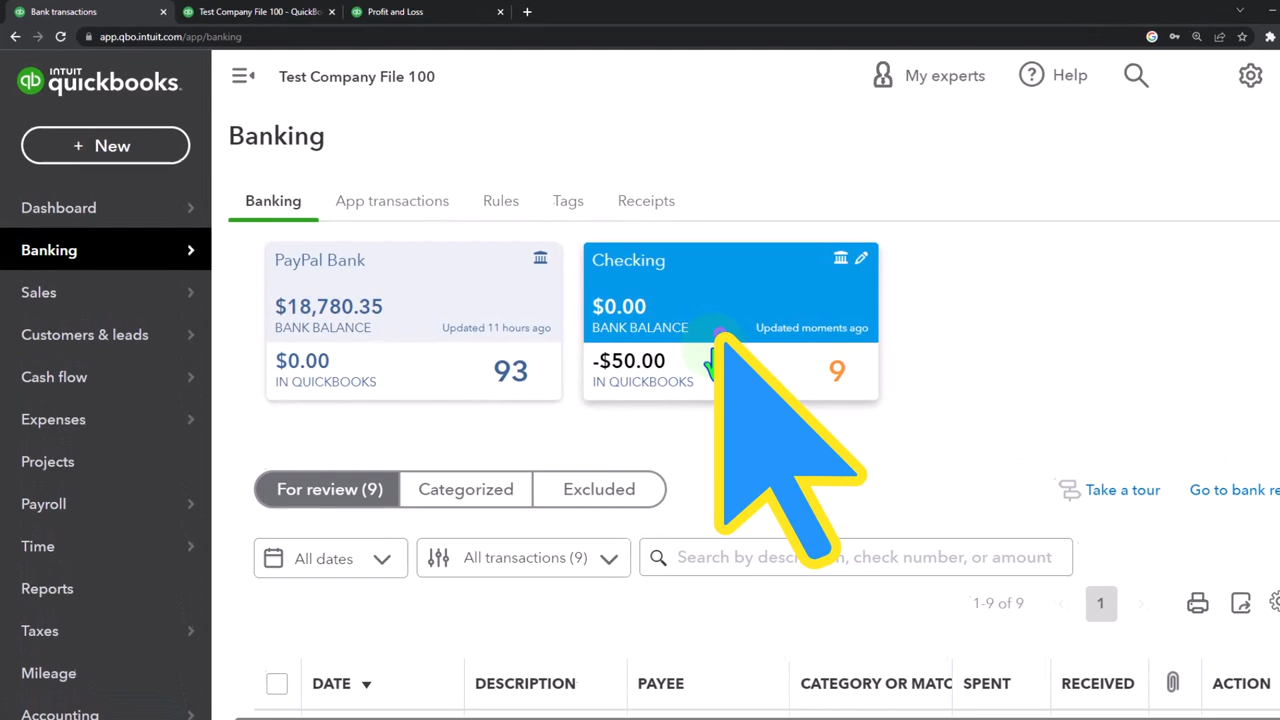 Bank transactions
Test Company File 100 - QuickBo
Profit and Loss
app.qbo.intuit.com/app/banking
INTUIT
quickbooks.
Test Company File 100
My experts
Help
+ New
Banking
Dashboard
Banking
Sales
Customers & leads
Cash flow
Expenses
Projects
Payroll
Time
Reports
Taxes
Mileage
Accounting
Banking
App transactions
Rules
Tags
Receipts
PayPal Bank
$18,780.35
BANK BALANCE
Updated 11 hours ago
$0.00
IN QUICKBOOKS
93
Checking
$0.00
BANK BALANCE
Updated moments ago
-$50.00
IN QUICKBOOKS
9
For review (9)
Categorized
Excluded
Take a tour
Go to bank re
All dates
All transactions (9)
Search by desc n, check number, or amount
1-9 of 9
1
DATE
DESCRIPTION
PAYEE
CATEGORY OR MATC
SPENT
RECEIVED
ACTION